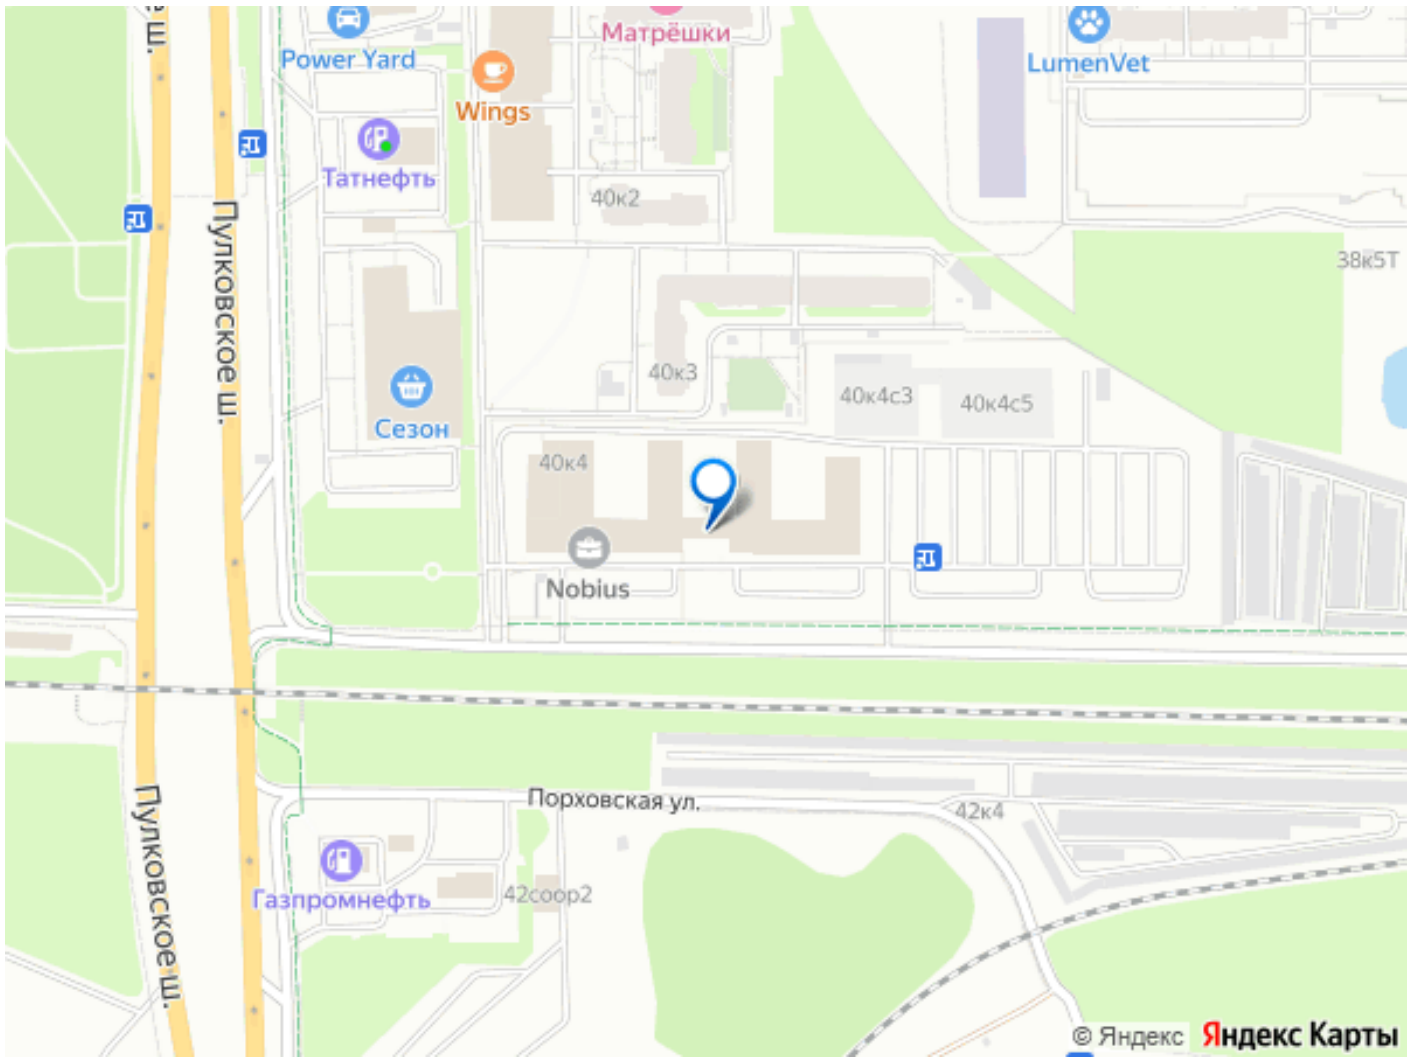 е ш.
Матрёшки
Power Yard
LumenVet
Wings
Татнефть
40к2
Пулковское ш.
38к5Т
40к3
40к4с3
40к4с5
Сезон
40к4
Nobius
Порховская ул.
42к4
Пулковское ш.
Газпромнефть
42соор2
© Яндекс Яндекс Карты